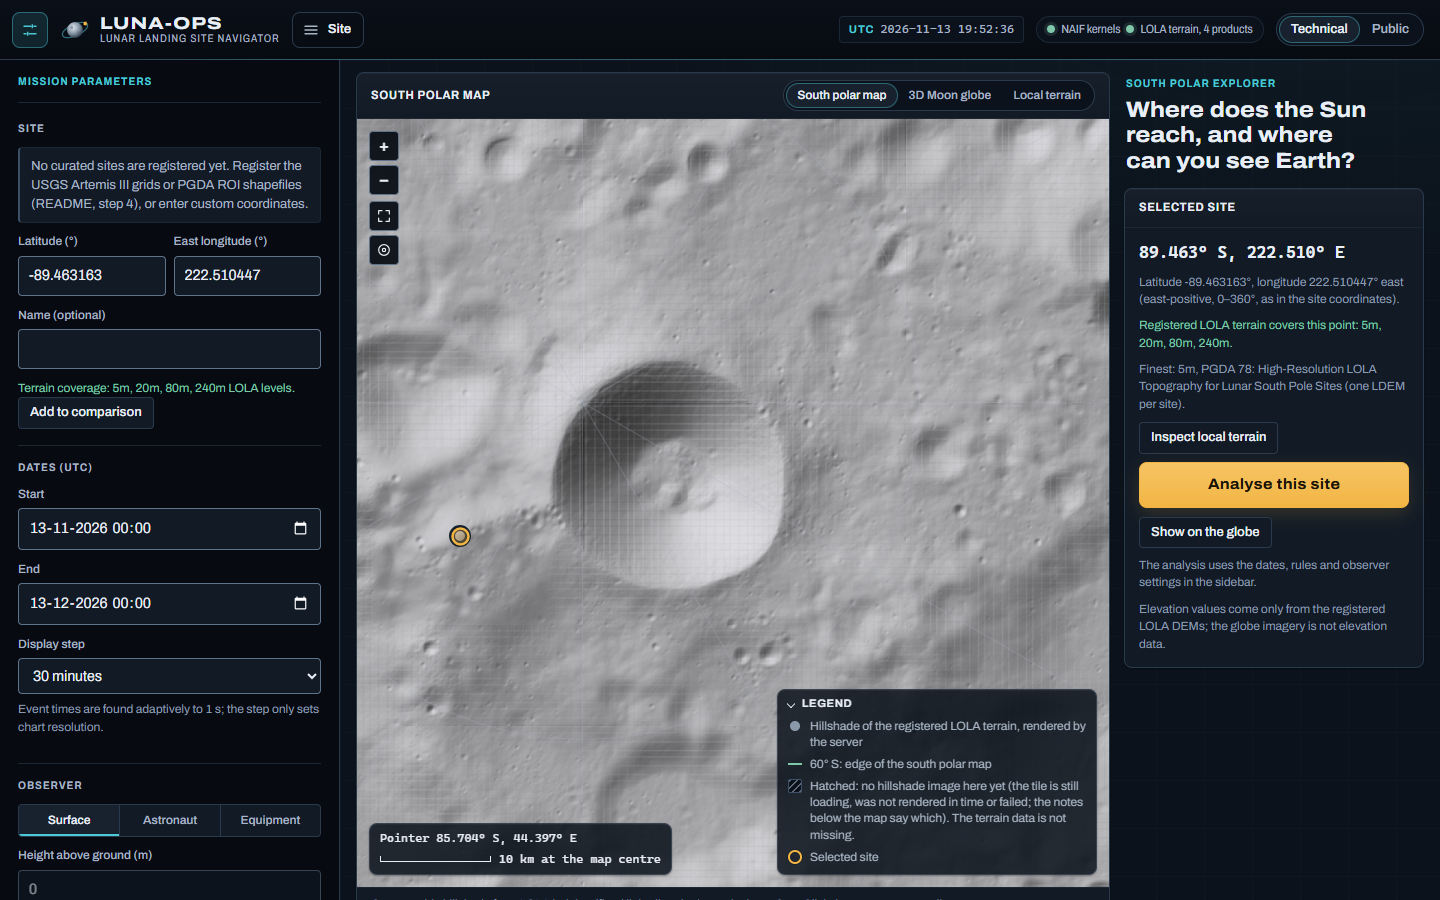 LUNA-OPS
LUNAR LANDING SITE NAVIGATOR
Site
UTC 2026-11-13 19:52:36
NAIF kernels
LOLA terrain, 4 products
Technical
Public
MISSION PARAMETERS
SITE
No curated sites are registered yet. Register the
USGS Artemis III grids or PGDA ROI shapefiles
(README, step 4), or enter custom coordinates.
Latitude (°)
East longitude (°)
-89.463163
222.510447
Name (optional)
Terrain coverage: 5m, 20m, 80m, 240m LOLA levels.
Add to comparison
DATES (UTC)
Start
13-11-2026 00:00
End
13-12-2026 00:00
Display step
30 minutes
Event times are found adaptively to 1 s; the step only sets
chart resolution.
OBSERVER
Surface
Astronaut
Equipment
Height above ground (m)
0
SOUTH POLAR MAP
South polar map
3D Moon globe
Local terrain
+
−
LEGEND
Hillshade of the registered LOLA terrain, rendered by
the server
60° S: edge of the south polar map
Hatched: no hillshade image here yet (the tile is still
loading, was not rendered in time or failed; the notes
below the map say which). The terrain data is not
missing.
Selected site
Pointer 85.704° S, 44.397° E
10 km at the map centre
SOUTH POLAR EXPLORER
Where does the Sun
reach, and where
can you see Earth?
SELECTED SITE
89.463° S, 222.510° E
Latitude -89.463163°, longitude 222.510447° east
(east-positive, 0–360°, as in the site coordinates).
Registered LOLA terrain covers this point: 5m,
20m, 80m, 240m.
Finest: 5m, PGDA 78: High-Resolution LOLA
Topography for Lunar South Pole Sites (one LDEM
per site).
Inspect local terrain
Analyse this site
Show on the globe
The analysis uses the dates, rules and observer
settings in the sidebar.
Elevation values come only from the registered
LOLA DEMs; the globe imagery is not elevation
data.